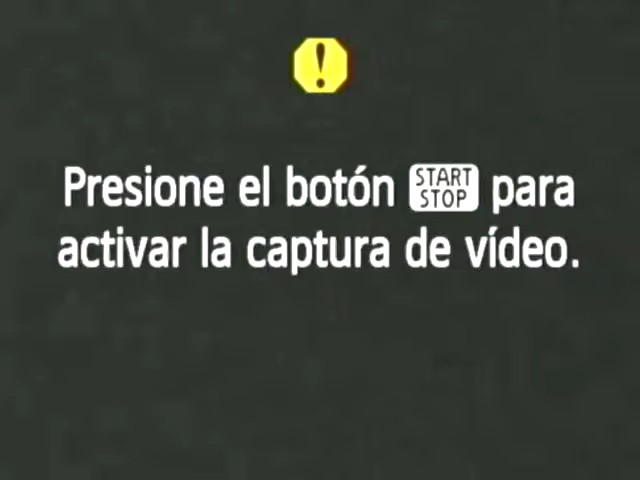 Presione el botón START STOP para
activar la captura de vídeo.